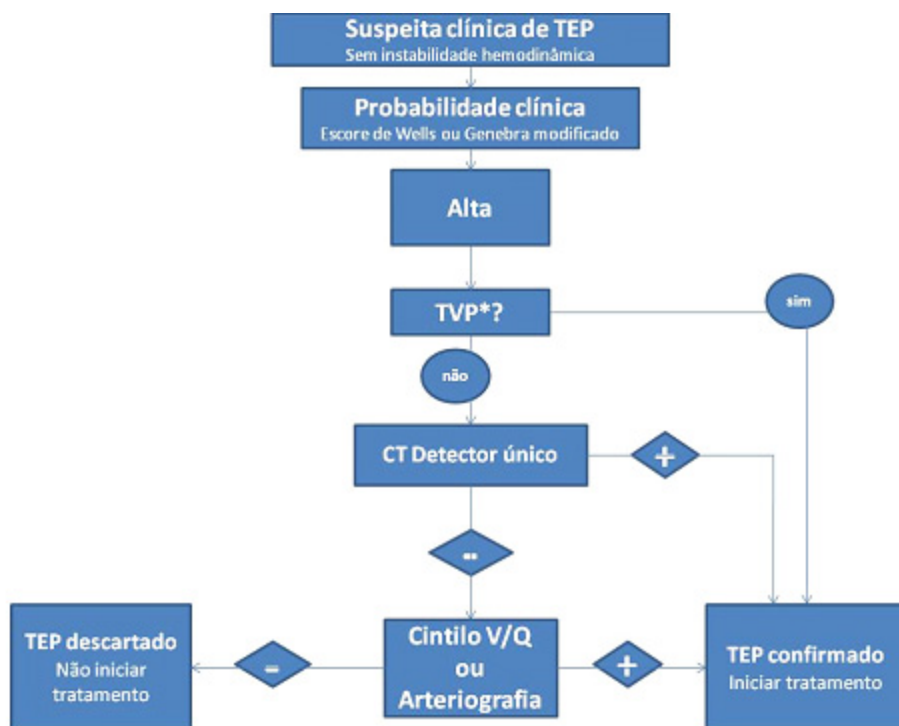 Suspeita clínica de TEP
Sem instabilidade hemodinâmica
Probabilidade clínica
Escore de Wells ou Genebra modificado
Alta
TVP*?
sim
não
CT Detector único
+
--
TEP descartado
Não iniciar
tratamento
-
Cintilo V/Q
ou
Arteriografia
+
TEP confirmado
Iniciar tratamento